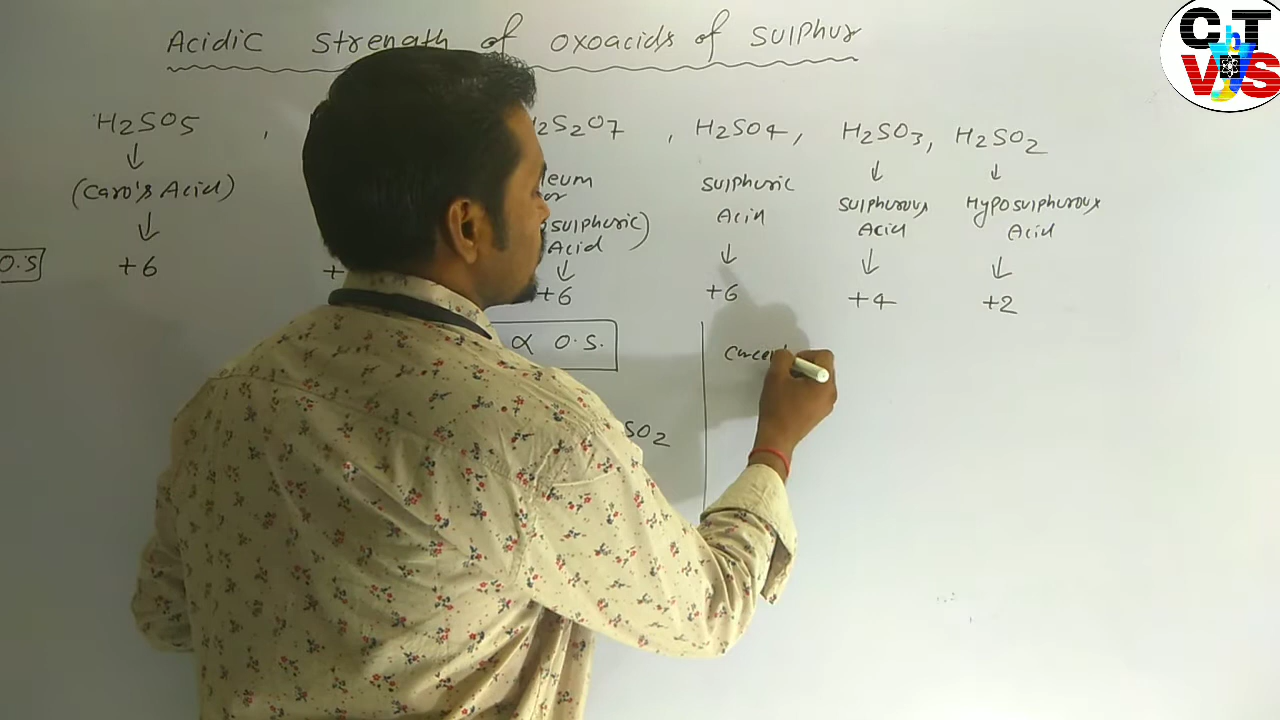 Acidic Strength of oxoacids of Sulphur
H2SO5 , H2S2O7 , H2SO4, H2SO3, H2SO2
(Caro's Acid)
leum
or
sulphuric)
Acid
Sulphuric
Acid
Sulphurous
Acid
Hyposulphurous
Acid
O.S +6 + +6 +6 +4 +2
∝ O.S.
SO2
C h T
V S